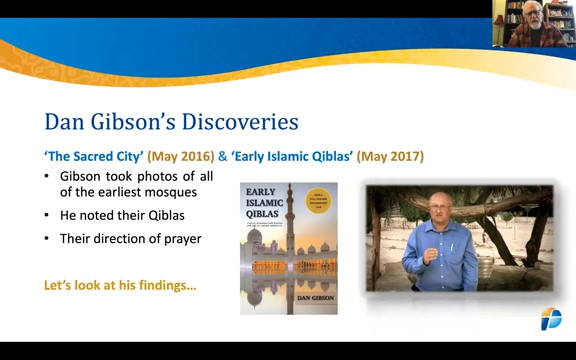 Dan Gibson's Discoveries
'The Sacred City' (May 2016) & 'Early Islamic Qiblas' (May 2017)
• Gibson took photos of all
of the earliest mosques
• He noted their Qiblas
• Their direction of prayer
Let's look at his findings...
EARLY
ISLAMIC
QIBLAS
DAN GIBSON